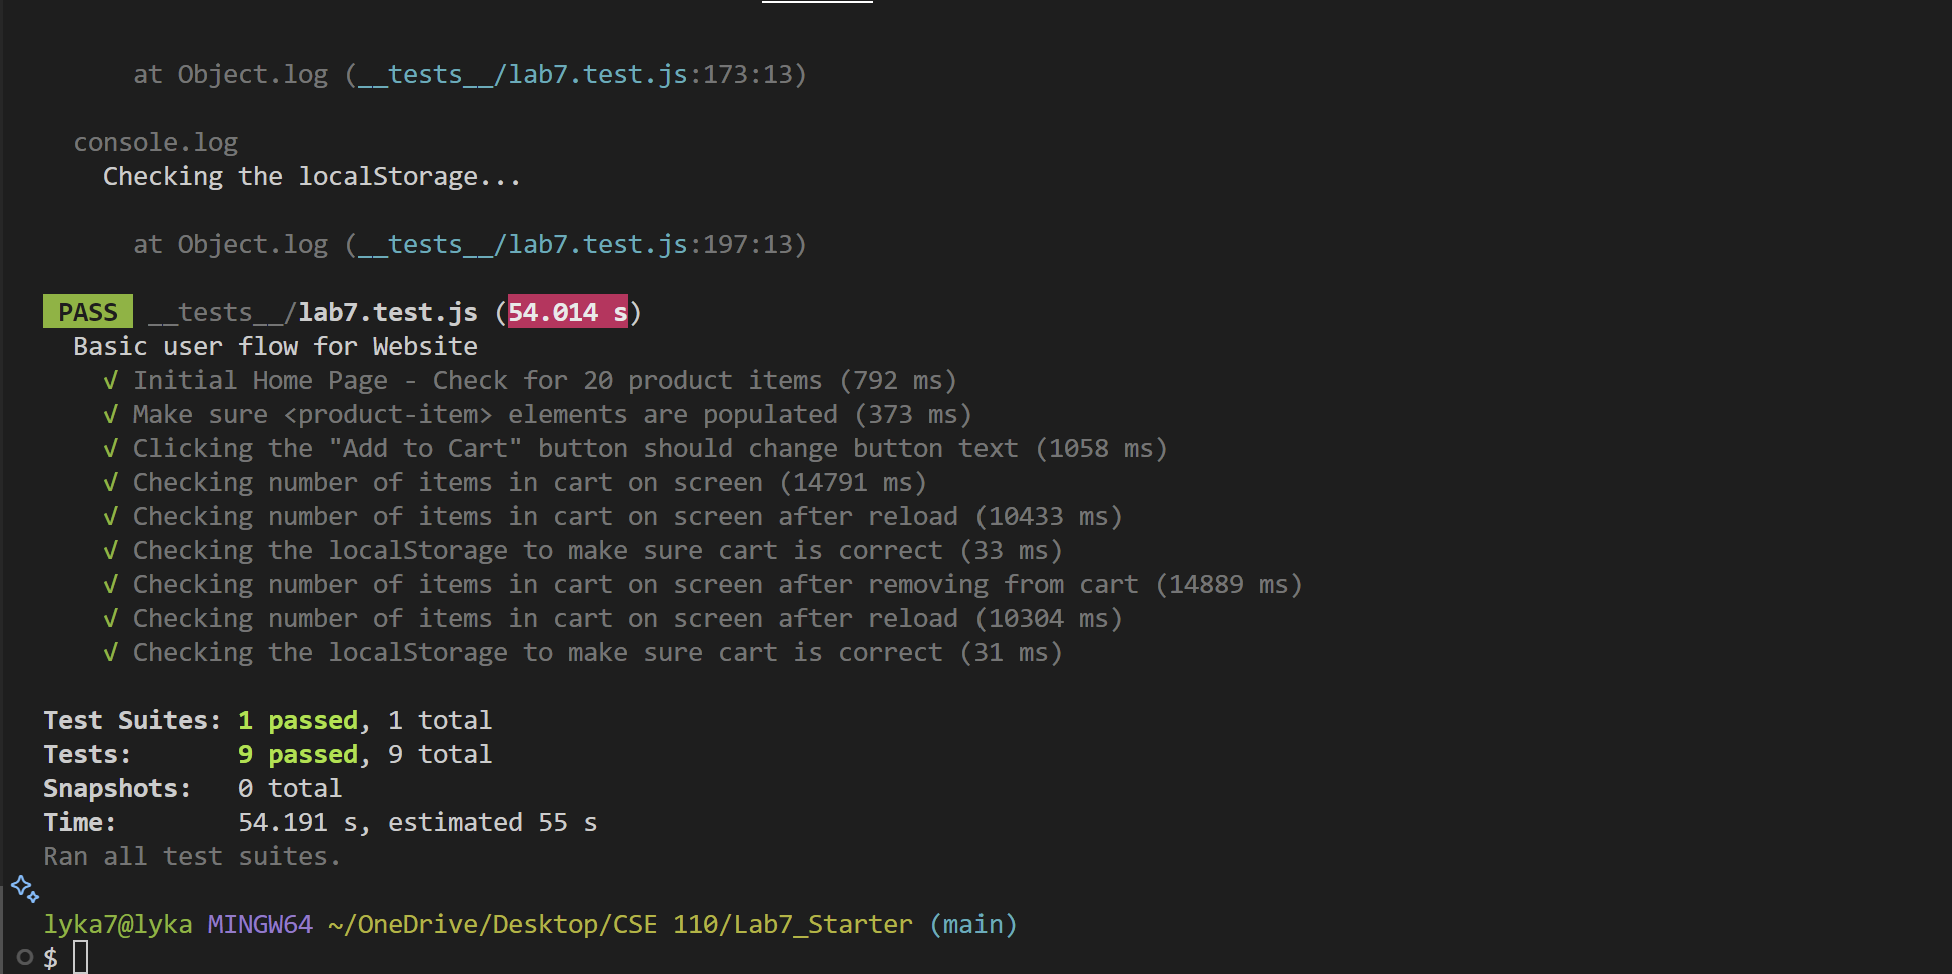 at Object.log (__tests__/lab7.test.js:173:13)
console.log
Checking the localStorage...
at Object.log (__tests__/lab7.test.js:197:13)
PASS __tests__/lab7.test.js (54.014 s)
Basic user flow for Website
√ Initial Home Page - Check for 20 product items (792 ms)
√ Make sure <product-item> elements are populated (373 ms)
√ Clicking the "Add to Cart" button should change button text (1058 ms)
√ Checking number of items in cart on screen (14791 ms)
√ Checking number of items in cart on screen after reload (10433 ms)
√ Checking the localStorage to make sure cart is correct (33 ms)
√ Checking number of items in cart on screen after removing from cart (14889 ms)
√ Checking number of items in cart on screen after reload (10304 ms)
√ Checking the localStorage to make sure cart is correct (31 ms)
Test Suites: 1 passed, 1 total
Tests: 9 passed, 9 total
Snapshots: 0 total
Time: 54.191 s, estimated 55 s
Ran all test suites.
lyka7@lyka MINGW64 ~/OneDrive/Desktop/CSE 110/Lab7_Starter (main)
$